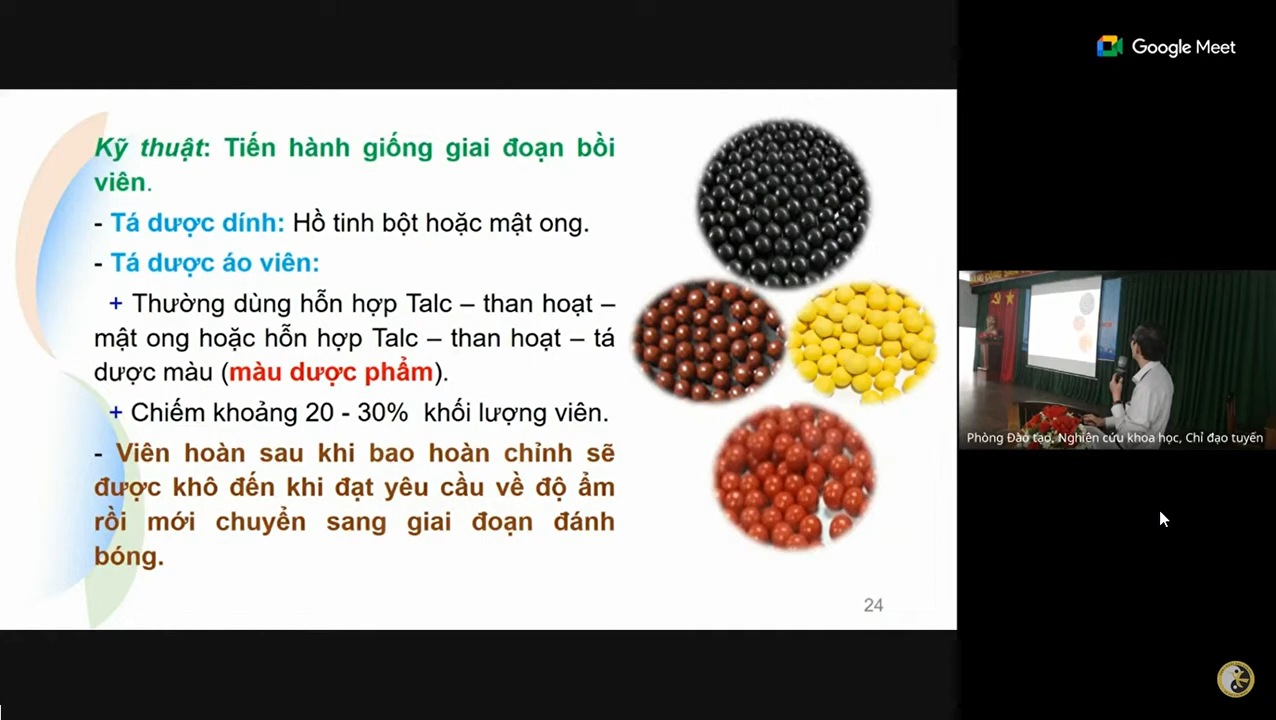 Google Meet
Kỹ thuật: Tiến hành giống giai đoạn bồi
viên.
- Tá dược dính: Hồ tinh bột hoặc mật ong.
- Tá dược áo viên:
+ Thường dùng hỗn hợp Talc – than hoạt –
mật ong hoặc hỗn hợp Talc – than hoạt – tá
dược màu (màu dược phẩm).
+ Chiếm khoảng 20 - 30% khối lượng viên.
- Viên hoàn sau khi bao hoàn chỉnh sẽ
được khô đến khi đạt yêu cầu về độ ẩm
rồi mới chuyển sang giai đoạn đánh
bóng.
24
Phòng Đào tạo, Nghiên cứu khoa học, Chỉ đạo tuyến